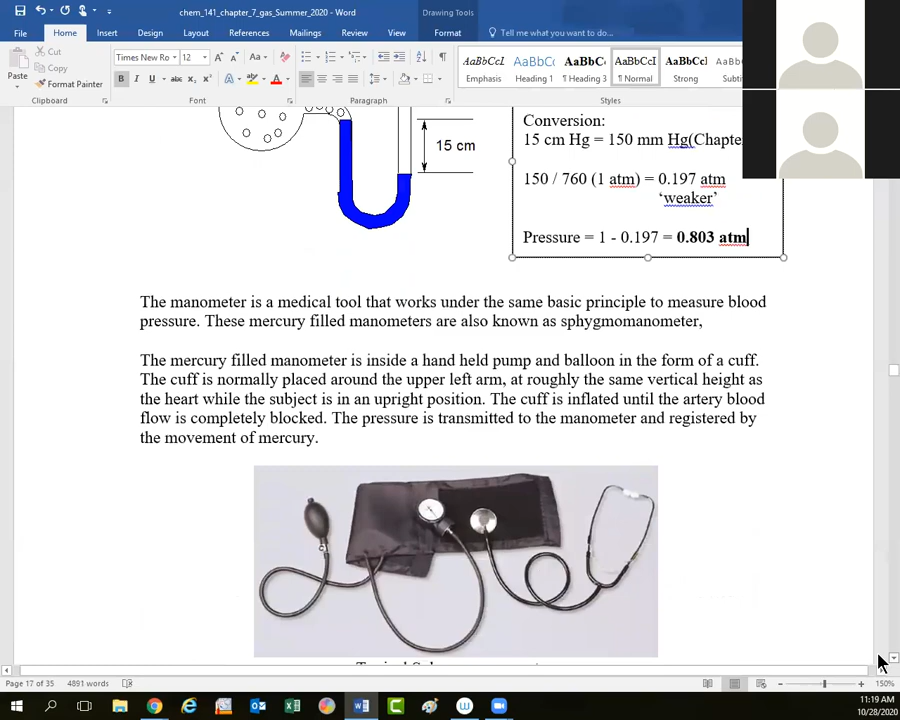 chem_141_chapter_7_gas_Summer_2020 - Word
Drawing Tools
File Home Insert Design Layout References Mailings Review View Format Tell me what you want to do...
Cut
Copy
Paste
Format Painter
Times New Ro 12
AaBbCcI AaBbCc AaBbCc AaBbCcI AaBbCcI
Emphasis Heading 1 ¶ Heading 3 ¶ Normal Strong
Clipboard Font Paragraph Styles
15 cm
Conversion:
15 cm Hg = 150 mm Hg(Chapte
150 / 760 (1 atm) = 0.197 atm
‘weaker’
Pressure = 1 - 0.197 = 0.803 atm
The manometer is a medical tool that works under the same basic principle to measure blood
pressure. These mercury filled manometers are also known as sphygmomanometer,
The mercury filled manometer is inside a hand held pump and balloon in the form of a cuff.
The cuff is normally placed around the upper left arm, at roughly the same vertical height as
the heart while the subject is in an upright position. The cuff is inflated until the artery blood
flow is completely blocked. The pressure is transmitted to the manometer and registered by
the movement of mercury.
Page 17 of 35 4891 words
150%
11:19 AM
10/28/2020